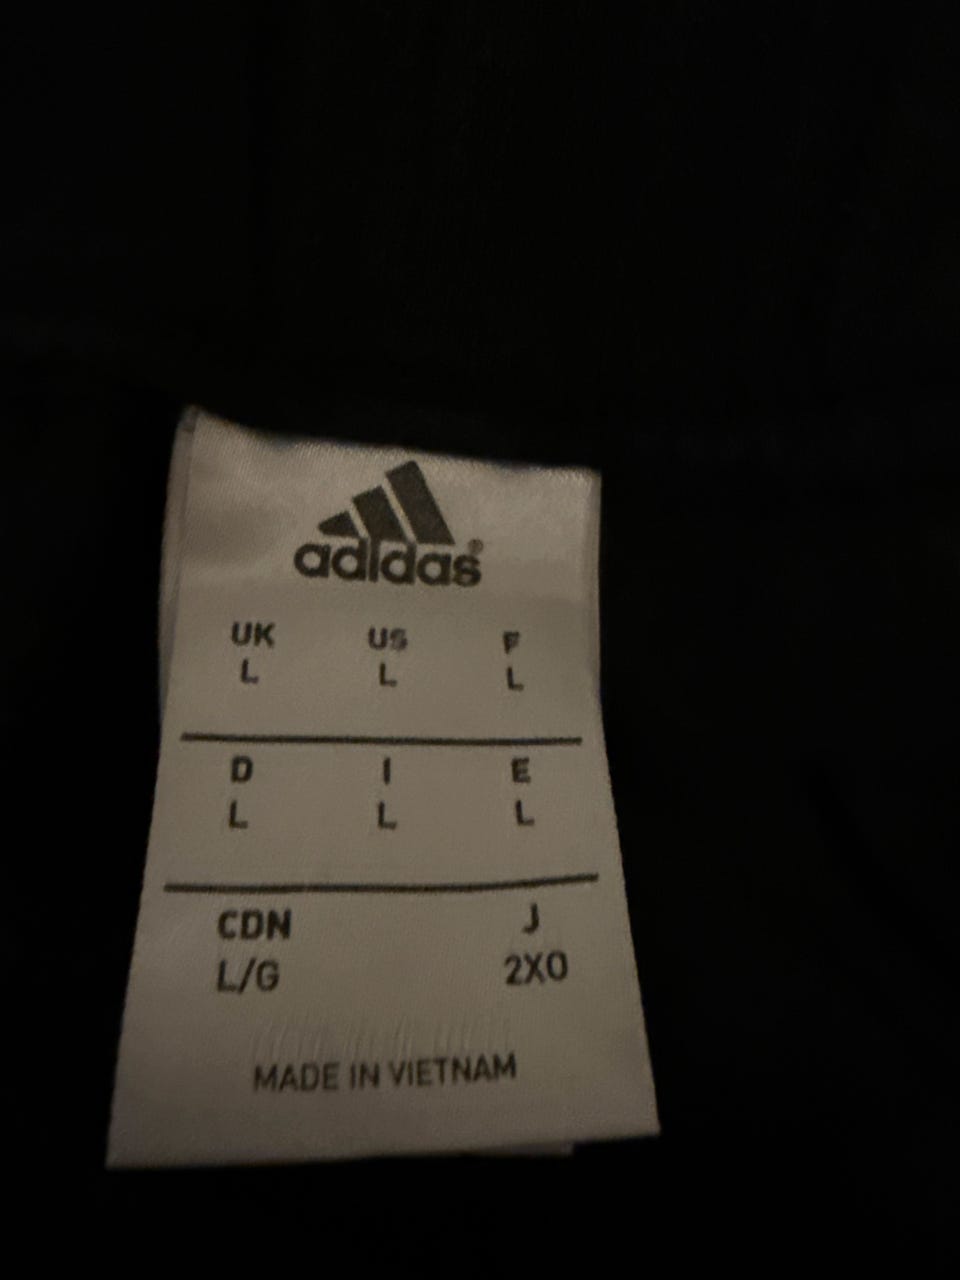 adidas®
UK US F
L L L
D I E
L L L
CDN J
L/G 2XO
MADE IN VIETNAM